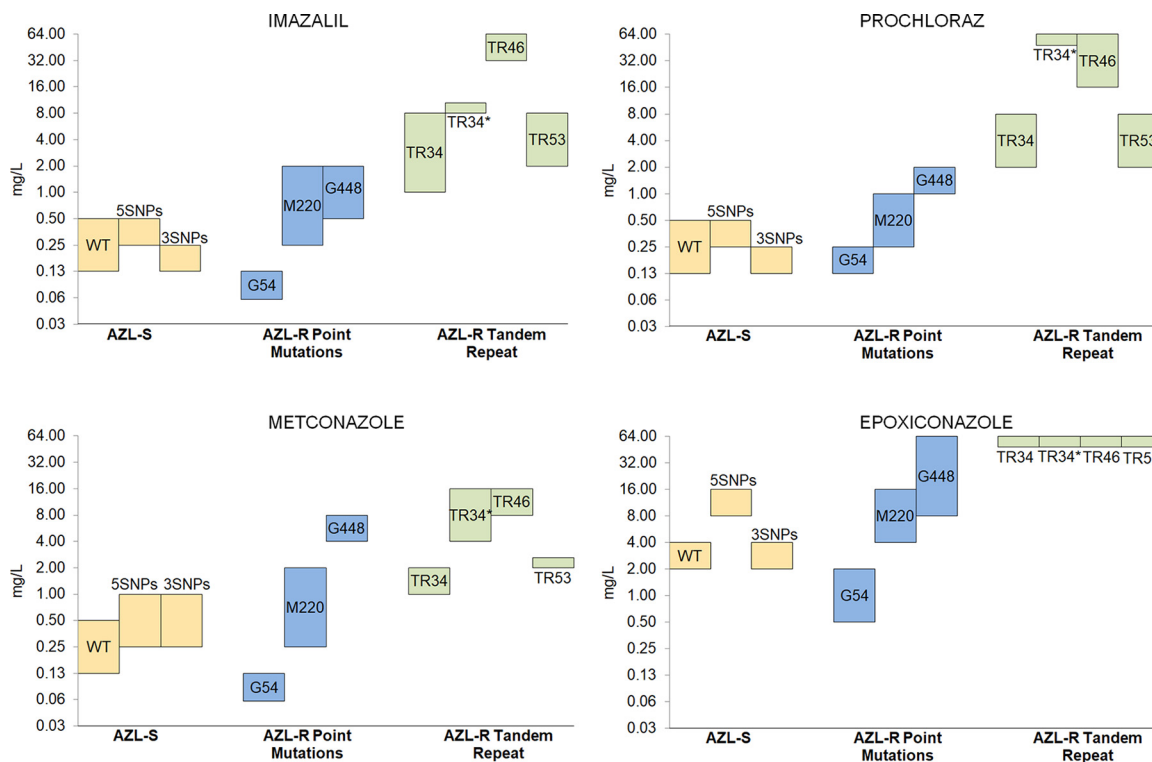 IMAZALIL
64.00
32.00
16.00
8.00
4.00
2.00
1.00
0.50
0.25
0.13
0.06
0.03
mg/L
WT
5SNPs
3SNPs
G54
M220
G448
TR34
TR34*
TR46
TR53
AZL-S
AZL-R Point
Mutations
AZL-R Tandem
Repeat
PROCHLORAZ
64.00
32.00
16.00
8.00
4.00
2.00
1.00
0.50
0.25
0.13
0.06
0.03
mg/L
WT
5SNPs
3SNPs
G54
M220
G448
TR34
TR34*
TR46
TR53
AZL-S
AZL-R Point
Mutations
AZL-R Tandem
Repeat
METCONAZOLE
64.00
32.00
16.00
8.00
4.00
2.00
1.00
0.50
0.25
0.13
0.06
0.03
mg/L
WT
5SNPs
3SNPs
G54
M220
G448
TR34
TR34*
TR46
TR53
AZL-S
AZL-R Point
Mutations
AZL-R Tandem
Repeat
EPOXICONAZOLE
64.00
32.00
16.00
8.00
4.00
2.00
1.00
0.50
0.25
0.13
0.06
0.03
mg/L
WT
5SNPs
3SNPs
G54
M220
G448
TR34
TR34*
TR46
TR5
AZL-S
AZL-R Point
Mutations
AZL-R Tandem
Repeat